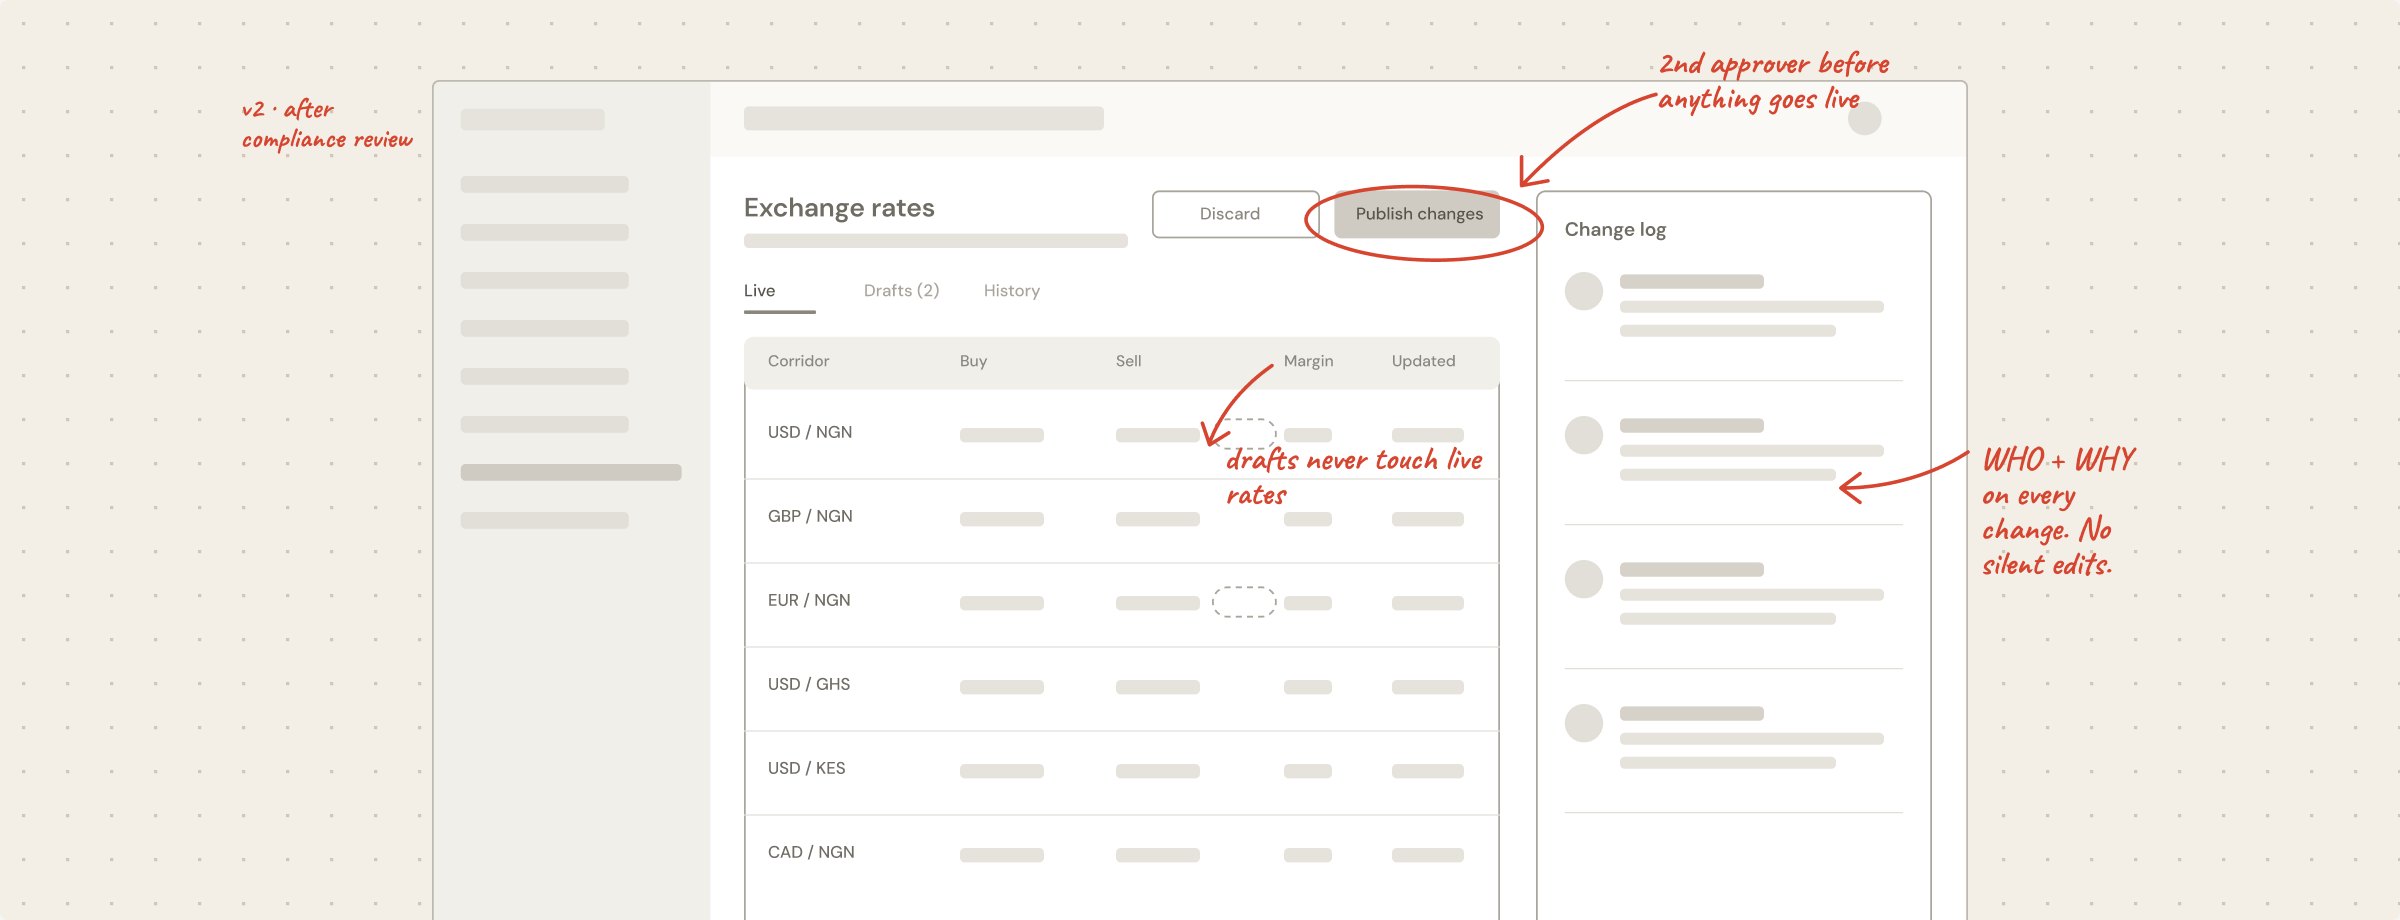 2nd approver before
anything goes live
v2 · after
compliance review
Exchange rates
Discard
Publish changes
Change log
Live
Drafts (2)
History
Corridor
Buy
Sell
Margin
Updated
USD / NGN
drafts never touch live
rates
GBP / NGN
EUR / NGN
USD / GHS
USD / KES
CAD / NGN
WHO + WHY
on every
change. No
silent edits.